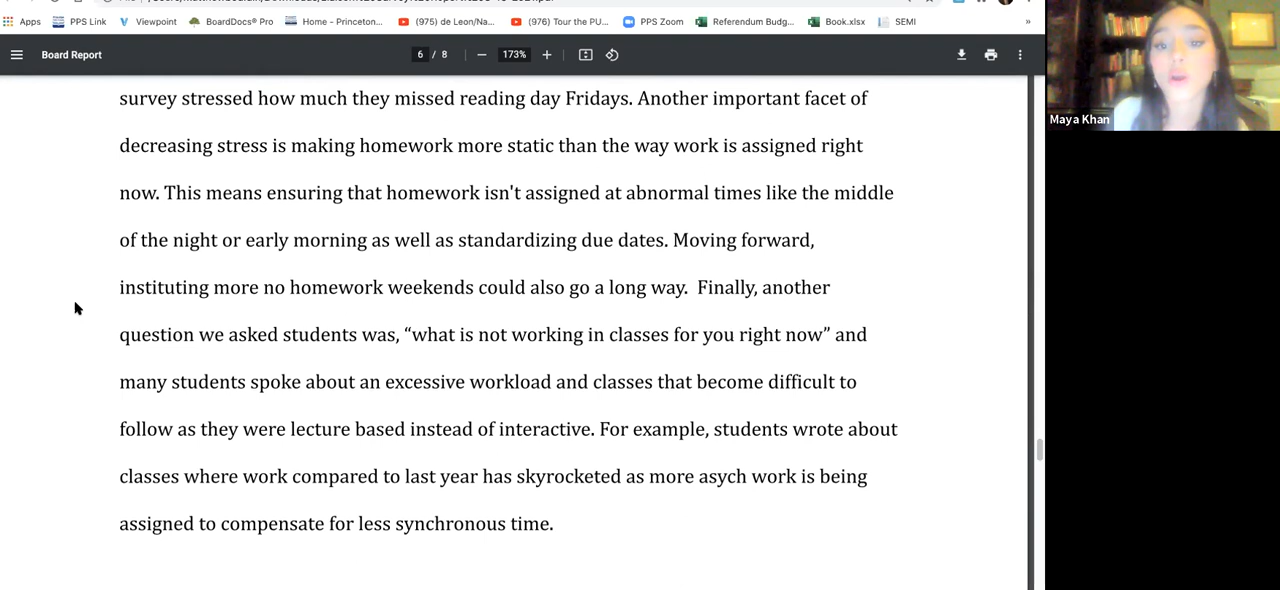 Apps PPS Link Viewpoint BoardDocs® Pro Home – Princeton... (975) de Leon/Na... (976) Tour the PU... PPS Zoom Referendum Budg... Book.xlsx SEMI »
Board Report 6 / 8 — 173% +
survey stressed how much they missed reading day Fridays. Another important facet of
decreasing stress is making homework more static than the way work is assigned right
now. This means ensuring that homework isn't assigned at abnormal times like the middle
of the night or early morning as well as standardizing due dates. Moving forward,
instituting more no homework weekends could also go a long way.  Finally, another
question we asked students was, “what is not working in classes for you right now” and
many students spoke about an excessive workload and classes that become difficult to
follow as they were lecture based instead of interactive. For example, students wrote about
classes where work compared to last year has skyrocketed as more asych work is being
assigned to compensate for less synchronous time.
Maya Khan